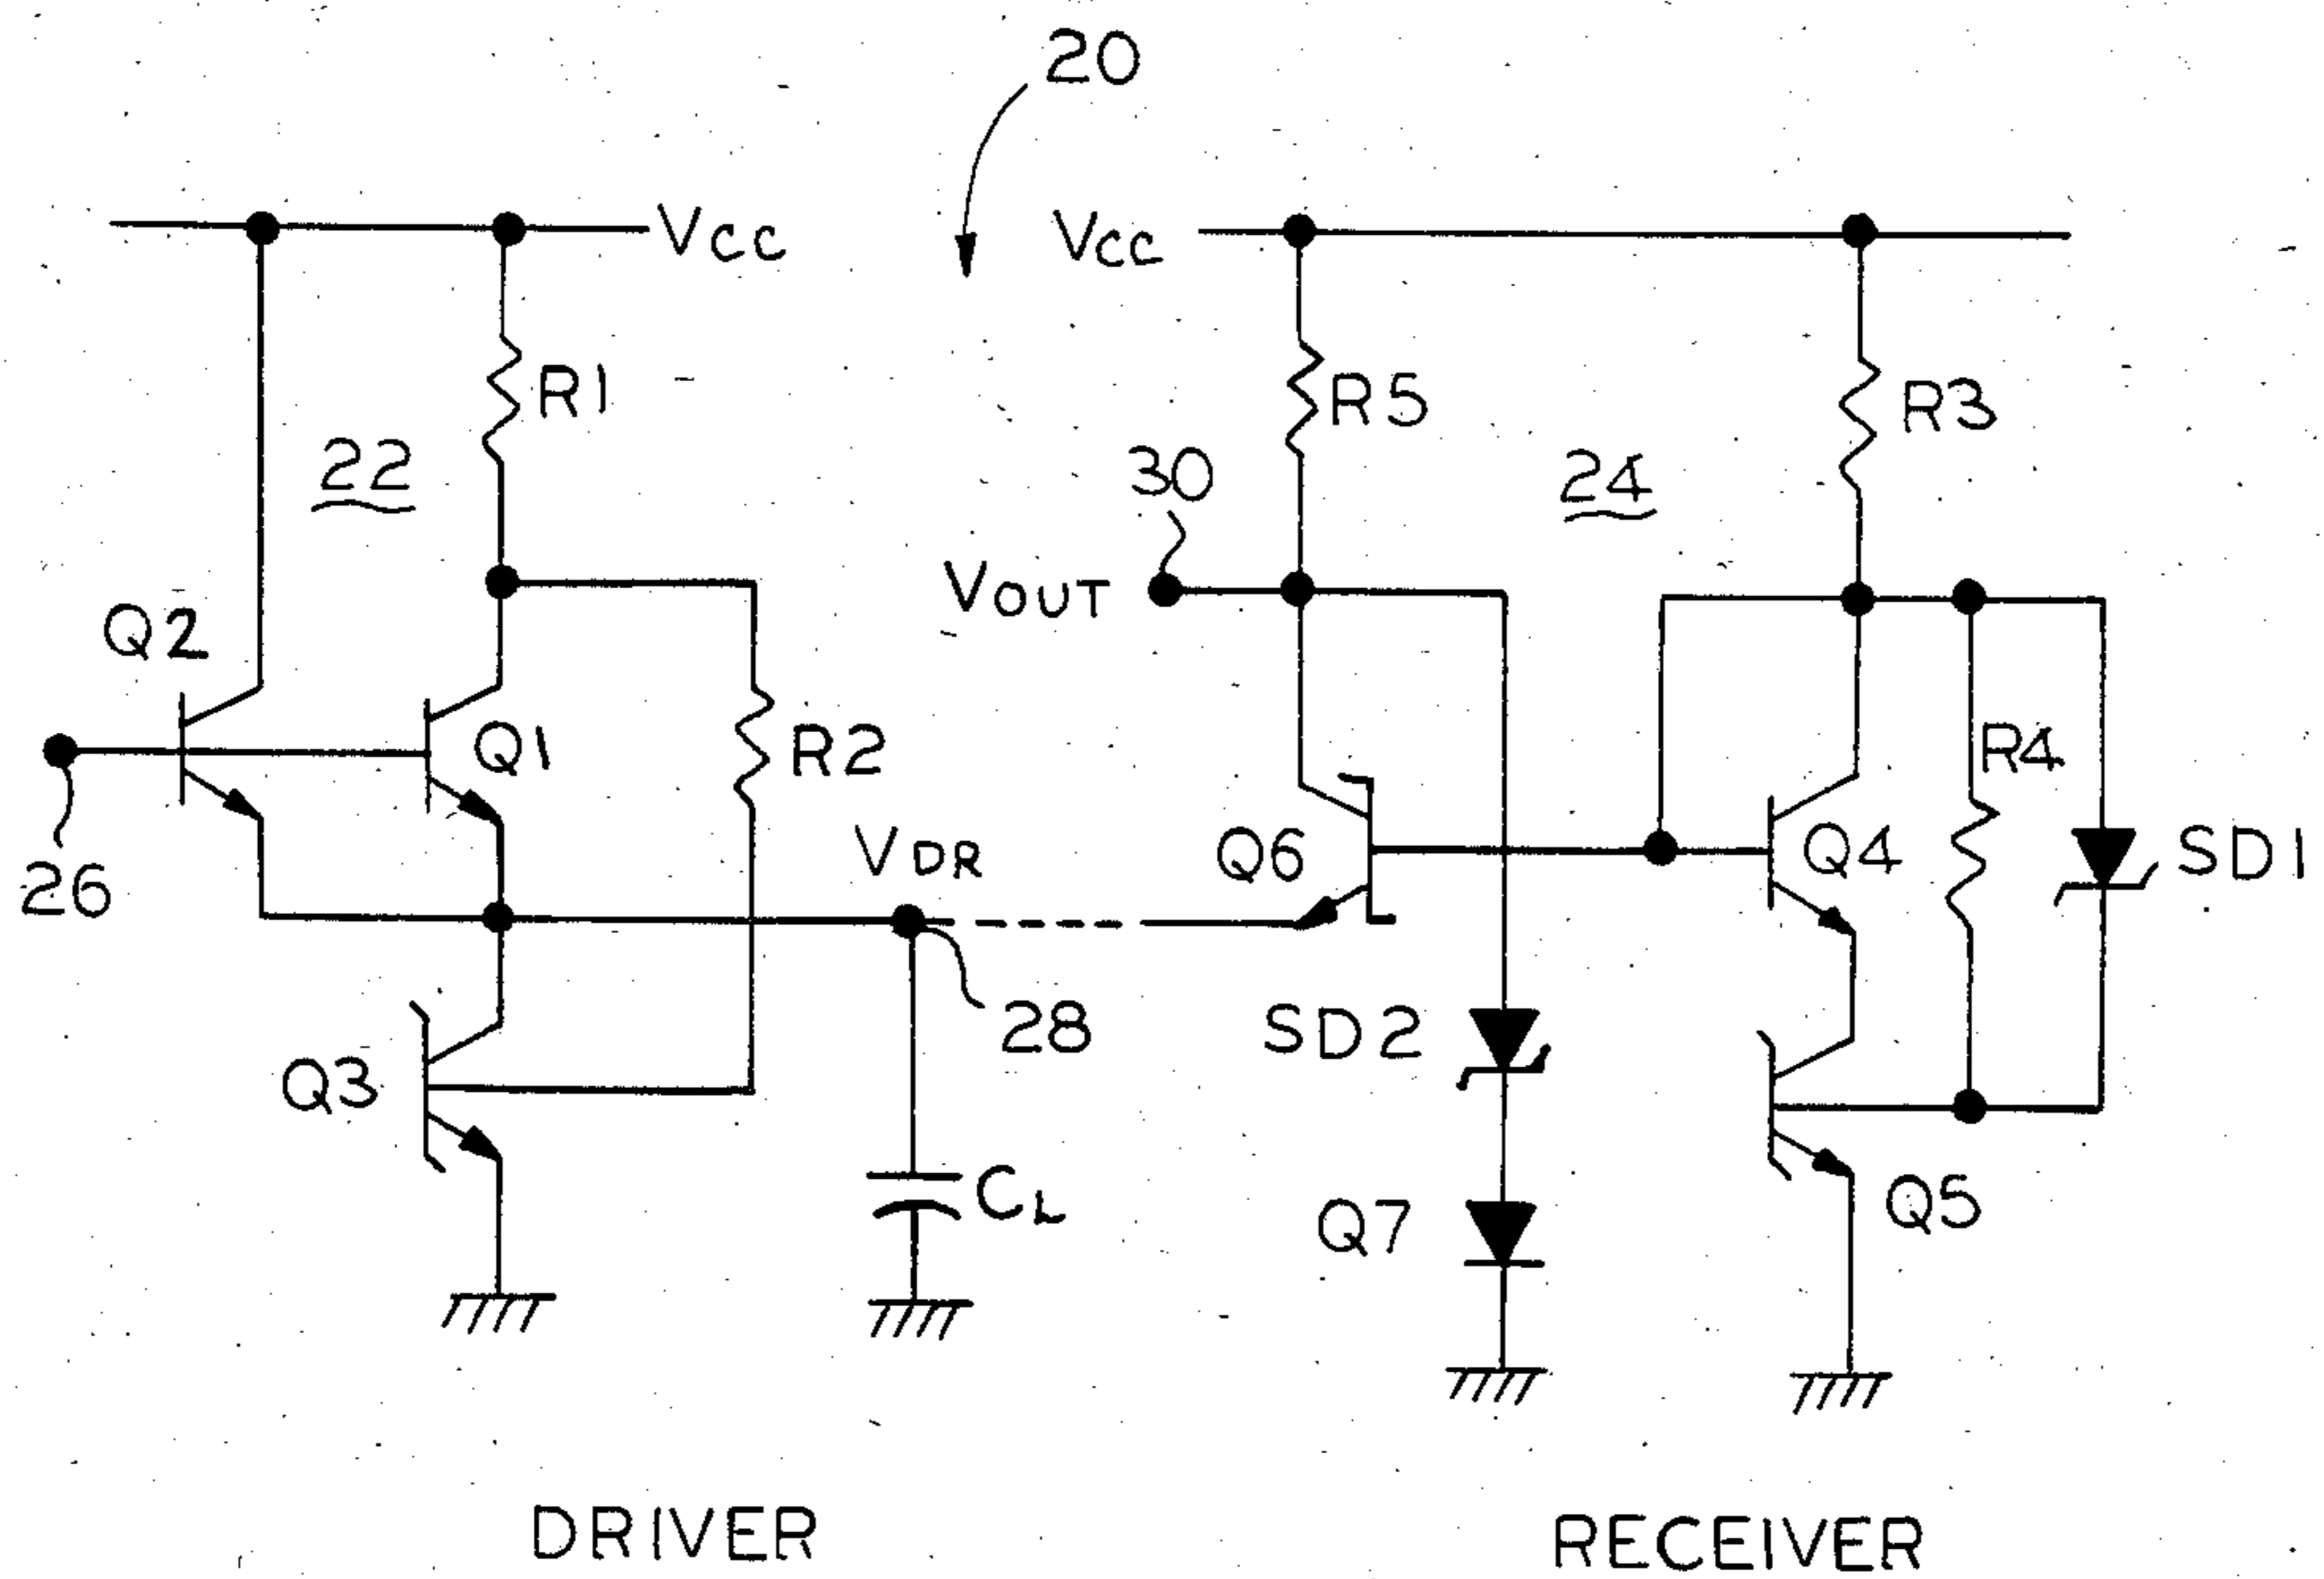 20
VCC
VCC
R1
R5
R3
22
30
24
VOUT
Q2
Q1
R2
R4
Q6
Q4
SD1
VDR
26
28
SD2
Q3
CL
Q7
Q5
DRIVER
RECEIVER